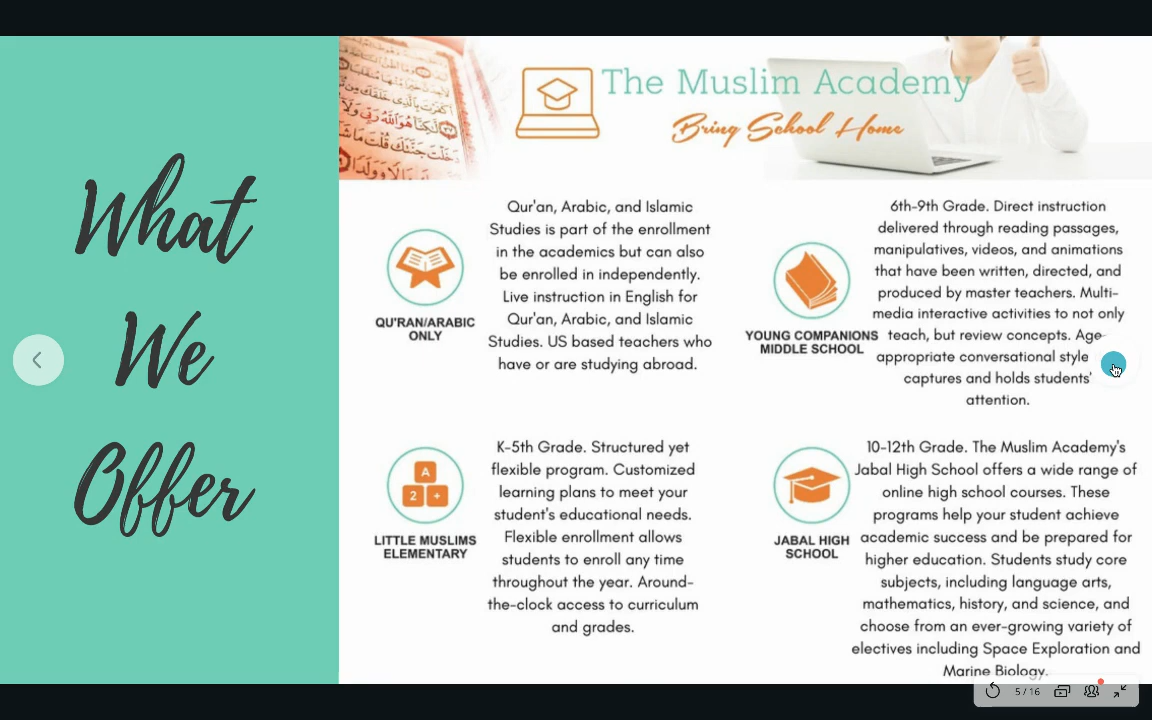 What
We
Offer
The Muslim Academy
Bring School Home
QU'RAN/ARABIC
ONLY
Qur'an, Arabic, and Islamic
Studies is part of the enrollment
in the academics but can also
be enrolled in independently.
Live instruction in English for
Qur'an, Arabic, and Islamic
Studies. US based teachers who
have or are studying abroad.
YOUNG COMPANIONS
MIDDLE SCHOOL
6th-9th Grade. Direct instruction
delivered through reading passages,
manipulatives, videos, and animations
that have been written, directed, and
produced by master teachers. Multi-
media interactive activities to not only
teach, but review concepts. Age-
appropriate conversational style
captures and holds students'
attention.
A
2 +
LITTLE MUSLIMS
ELEMENTARY
K-5th Grade. Structured yet
flexible program. Customized
learning plans to meet your
student's educational needs.
Flexible enrollment allows
students to enroll any time
throughout the year. Around-
the-clock access to curriculum
and grades.
JABAL HIGH
SCHOOL
10-12th Grade. The Muslim Academy's
Jabal High School offers a wide range of
online high school courses. These
programs help your student achieve
academic success and be prepared for
higher education. Students study core
subjects, including language arts,
mathematics, history, and science, and
choose from an ever-growing variety of
electives including Space Exploration and
Marine Biology.
5 / 16